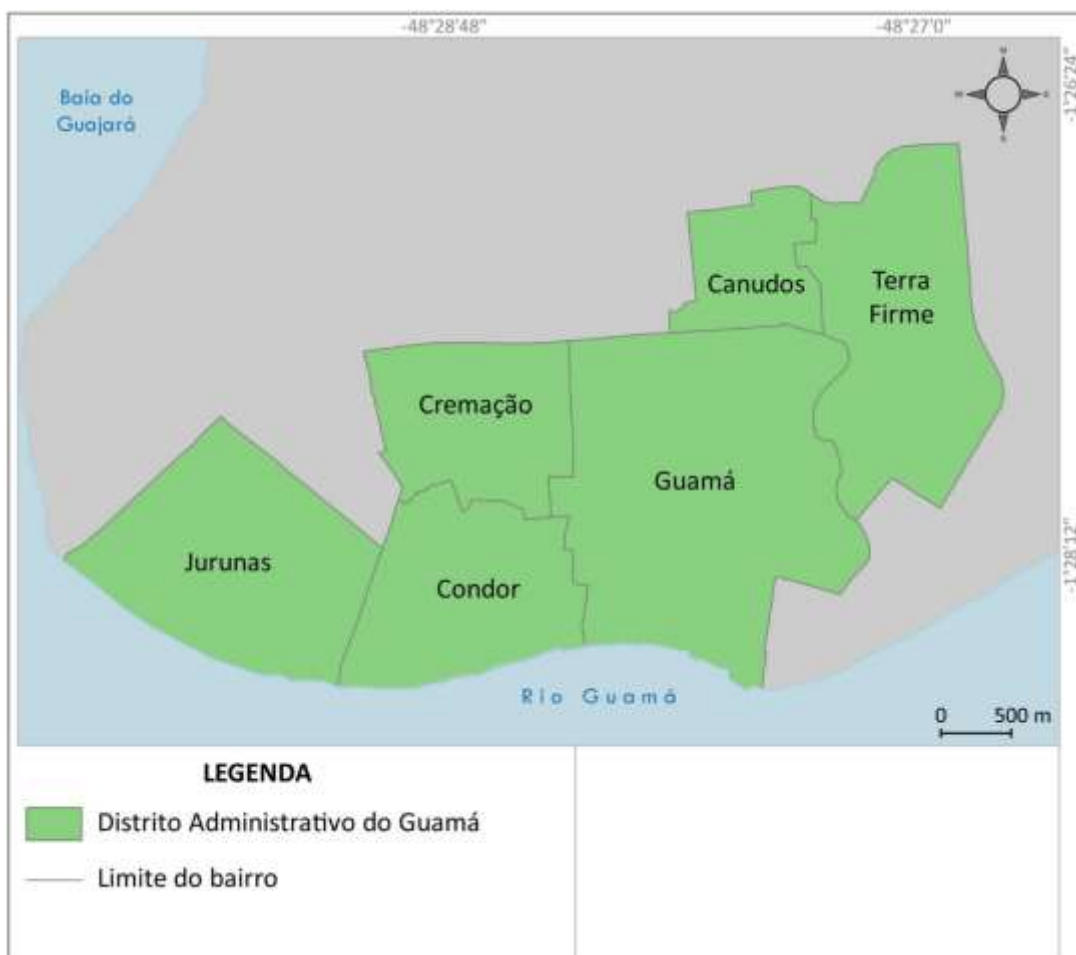 -48°28'48"
-48°27'0"
-1°26'24"
Baía do
Guajará
Canudos
Terra
Firme
Cremação
Guamá
Jurunas
Condor
-1°28'12"
Rio Guamá
0 500 m
LEGENDA
Distrito Administrativo do Guamá
Limite do bairro